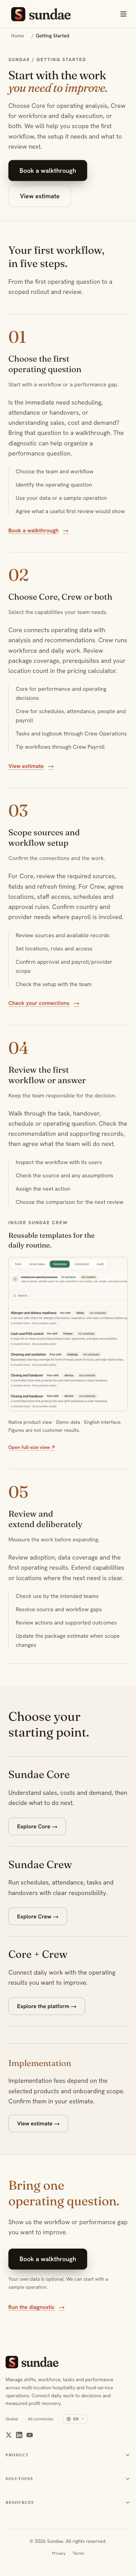 sundae
Home / Getting Started
SUNDAE / GETTING STARTED
Start with the work
you need to improve.
Choose Core for operating analysis, Crew
for workforce and daily execution, or
both. We will help scope the first
workflow, the setup it needs and what to
review next.
Book a walkthrough
View estimate
Your first workflow,
in five steps.
From the first operating question to a
scoped rollout and review.
01
Choose the first
operating question
Start with a workflow or a performance gap.
Is the immediate need scheduling,
attendance or handovers, or
understanding sales, cost and demand?
Bring that question to a walkthrough. The
diagnostic can help organize a
performance question.
Choose the team and workflow
Identify the operating question
Use your data or a sample operation
Agree what a useful first review would show
Book a walkthrough →
02
Choose Core, Crew or both
Select the capabilities your team needs.
Core connects operating data with
analysis and recommendations. Crew runs
workforce and daily work. Review
package coverage, prerequisites and your
location count in the pricing calculator.
Core for performance and operating
decisions
Crew for schedules, attendance, people and
payroll
Tasks and logbook through Crew Operations
Tip workflows through Crew Payroll
View estimate →
03
Scope sources and
workflow setup
Confirm the connections and the work.
For Core, review the required sources,
fields and refresh timing. For Crew, agree
locations, staff access, schedules and
approval roles. Confirm country and
provider needs where payroll is involved.
Review sources and available records
Set locations, roles and access
Confirm approval and payroll/provider
scope
Check the setup with the team
Check your connections →
04
Review the first
workflow or answer
Keep the team responsible for the decision.
Walk through the task, handover,
schedule or operating question. Check the
recommendation and supporting records,
then agree what the team will do next.
Inspect the workflow with its users
Check the source and any assumptions
Assign the next action
Choose the comparison for the next review
INSIDE SUNDAE CREW
Reusable templates for the
daily routine.
Templates
Search...
Allergen and dietary readiness
Cash and POS control
Cleaning and sanitation
Closing and handover
Closing and handover
Native product view · Demo data · English interface.
Figures are not customer results.
Open full-size view ↗
05
Review and
extend deliberately
Measure the work before expanding.
Review adoption, data coverage and the
first operating results. Extend capabilities
or locations where the next need is clear.
Check use by the intended teams
Resolve source and workflow gaps
Review actions and supported outcomes
Update the package estimate when scope
changes
Choose your
starting point.
Sundae Core
Understand sales, costs and demand, then
decide what to do next.
Explore Core →
Sundae Crew
Run schedules, attendance, tasks and
handovers with clear responsibility.
Explore Crew →
Core + Crew
Connect daily work with the operating
results you want to improve.
Explore the platform →
Implementation
Implementation fees depend on the
selected products and onboarding scope.
Confirm them in your estimate.
View estimate →
Bring one
operating question.
Show us the workflow or performance gap
you want to improve.
Book a walkthrough
Your own data is optional. We can start with a
sample operation.
Run the diagnostic →
sundae
Manage shifts, workforce, tasks and performance
across multi-location hospitality and food-service
operations. Connect daily work to decisions and
measured profit recovery.
Global All currencies EN
PRODUCT
SOLUTIONS
RESOURCES
© 2026 Sundae. All rights reserved.
Privacy Terms